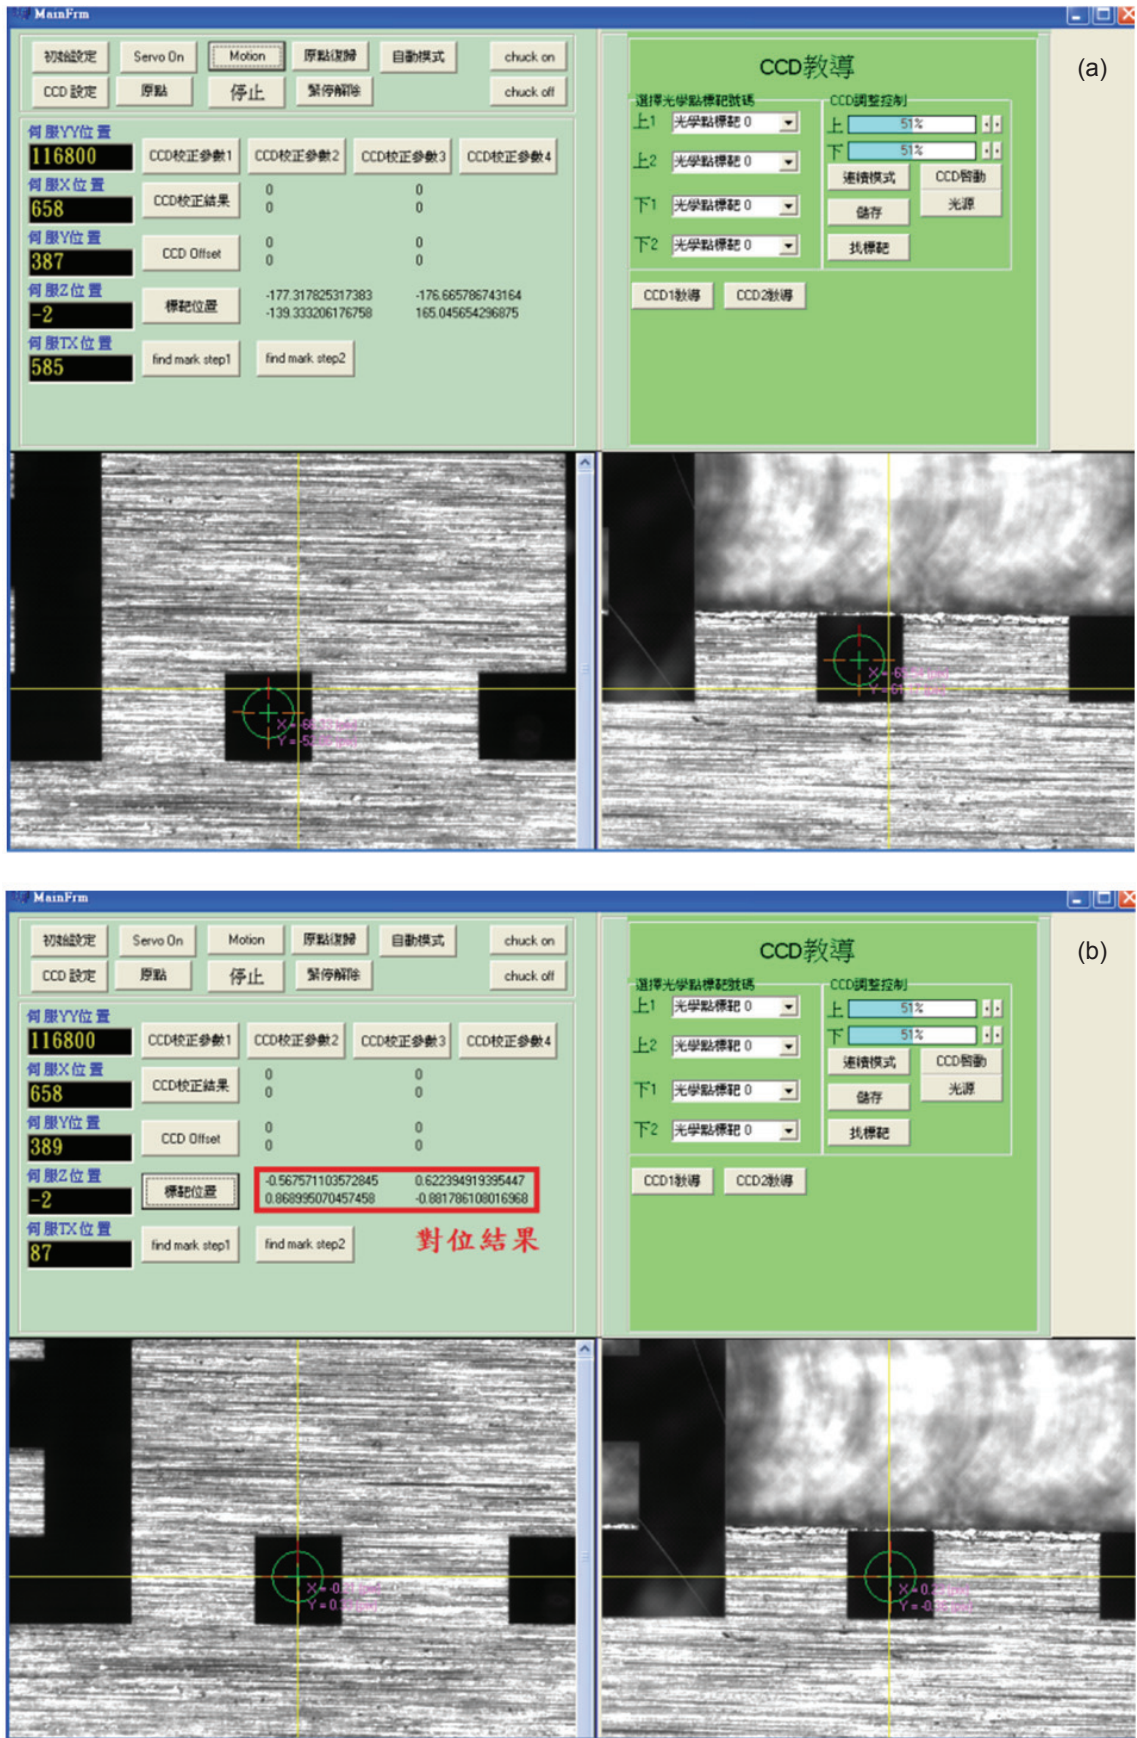 MainFrm
(a)
初始設定 Servo On Motion 原點復歸 自動模式 chuck on
CCD 設定 原點 停止 緊停解除 chuck off
伺服YY位置
116800
CCD校正參數1 CCD校正參數2 CCD校正參數3 CCD校正參數4
伺服X位置
658
CCD校正結果
0 0
0 0
伺服Y位置
387
CCD Offset
0 0
0 0
伺服Z位置
-2
標靶位置
-177.317825317383 -176.665786743164
-139.333206176758 165.045654296875
伺服TX位置
585
find mark step1 find mark step2
CCD教導
選擇光學點標靶號碼
上1 光學點標靶 0
上2 光學點標靶 0
下1 光學點標靶 0
下2 光學點標靶 0
CCD調整控制
上 51%
下 51%
連續模式 CCD啓動
儲存 光源
找標靶
CCD1教導 CCD2教導
MainFrm
(b)
初始設定 Servo On Motion 原點復歸 自動模式 chuck on
CCD 設定 原點 停止 緊停解除 chuck off
伺服YY位置
116800
CCD校正參數1 CCD校正參數2 CCD校正參數3 CCD校正參數4
伺服X位置
658
CCD校正結果
0 0
0 0
伺服Y位置
389
CCD Offset
0 0
0 0
伺服Z位置
-2
標靶位置
-0.567571103572845 0.622394919395447
0.868995070457458 -0.881786108016968
對位結果
伺服TX位置
87
find mark step1 find mark step2
CCD教導
選擇光學點標靶號碼
上1 光學點標靶 0
上2 光學點標靶 0
下1 光學點標靶 0
下2 光學點標靶 0
CCD調整控制
上 51%
下 51%
連續模式 CCD啓動
儲存 光源
找標靶
CCD1教導 CCD2教導